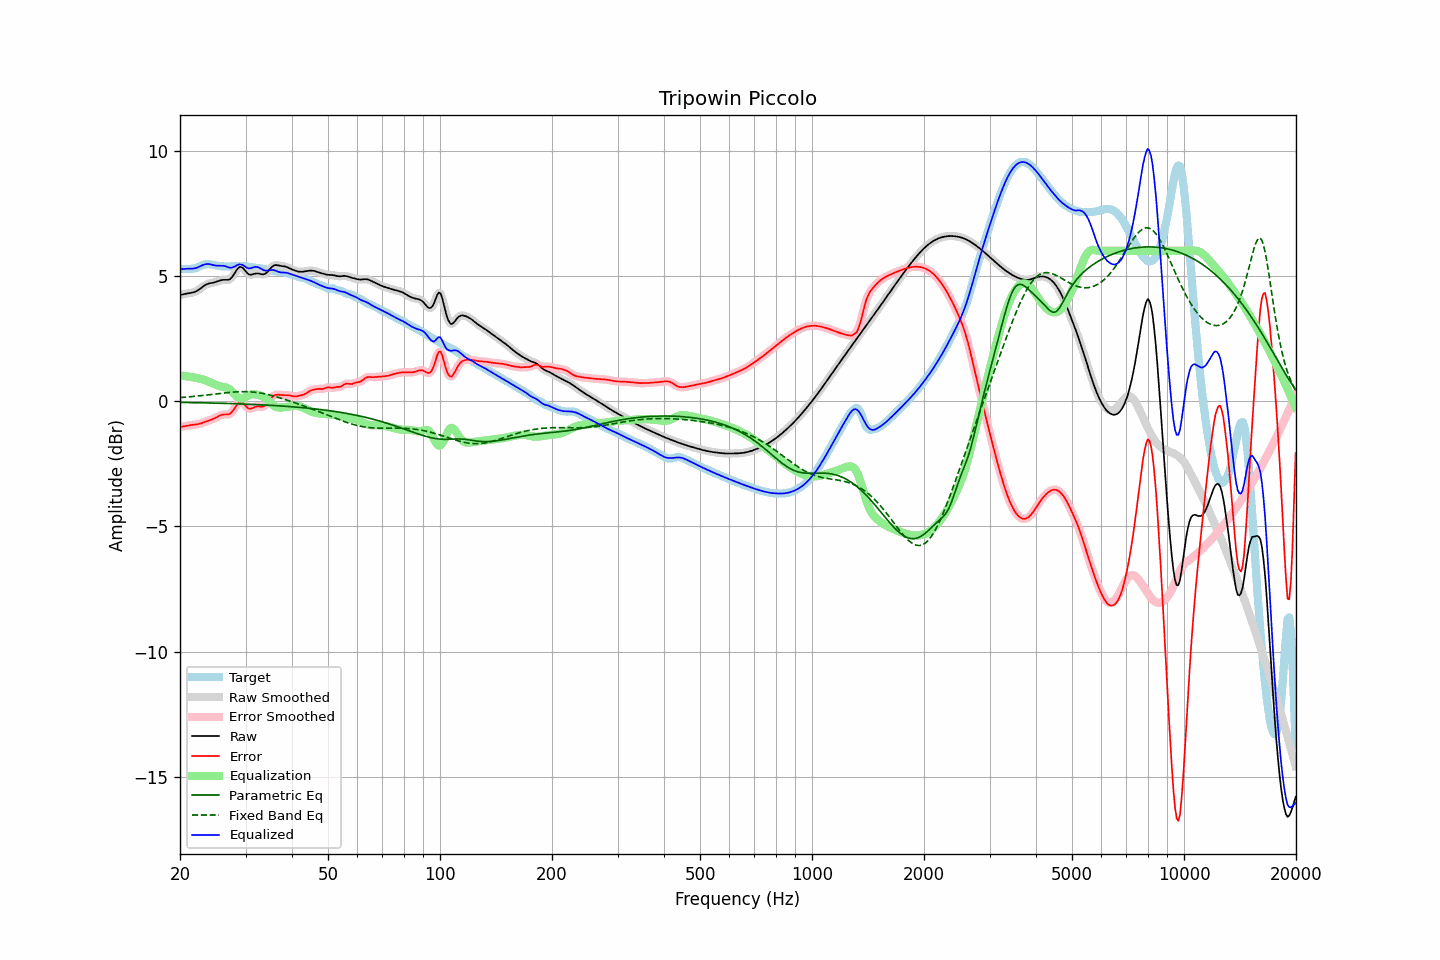 Tripowin Piccolo
Amplitude (dBr)
10
5
0
−5
−10
−15
Target
Raw Smoothed
Error Smoothed
Raw
Error
Equalization
Parametric Eq
Fixed Band Eq
Equalized
20 50 100 200 500 1000 2000 5000 10000 20000
Frequency (Hz)